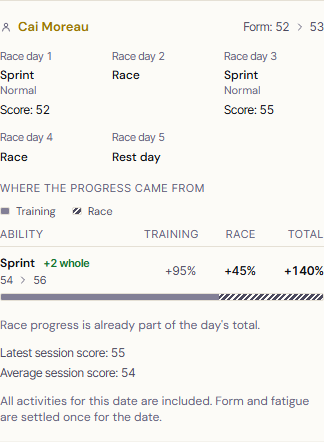 Cai Moreau Form: 52 > 53
Race day 1 Race day 2 Race day 3
Sprint Race Sprint
Normal Normal
Score: 52 Score: 55
Race day 4 Race day 5
Race Rest day
WHERE THE PROGRESS CAME FROM
Training Race
ABILITY TRAINING RACE TOTAL
Sprint +2 whole +95% +45% +140%
54 > 56
Race progress is already part of the day's total.
Latest session score: 55
Average session score: 54
All activities for this date are included. Form and fatigue
are settled once for the date.